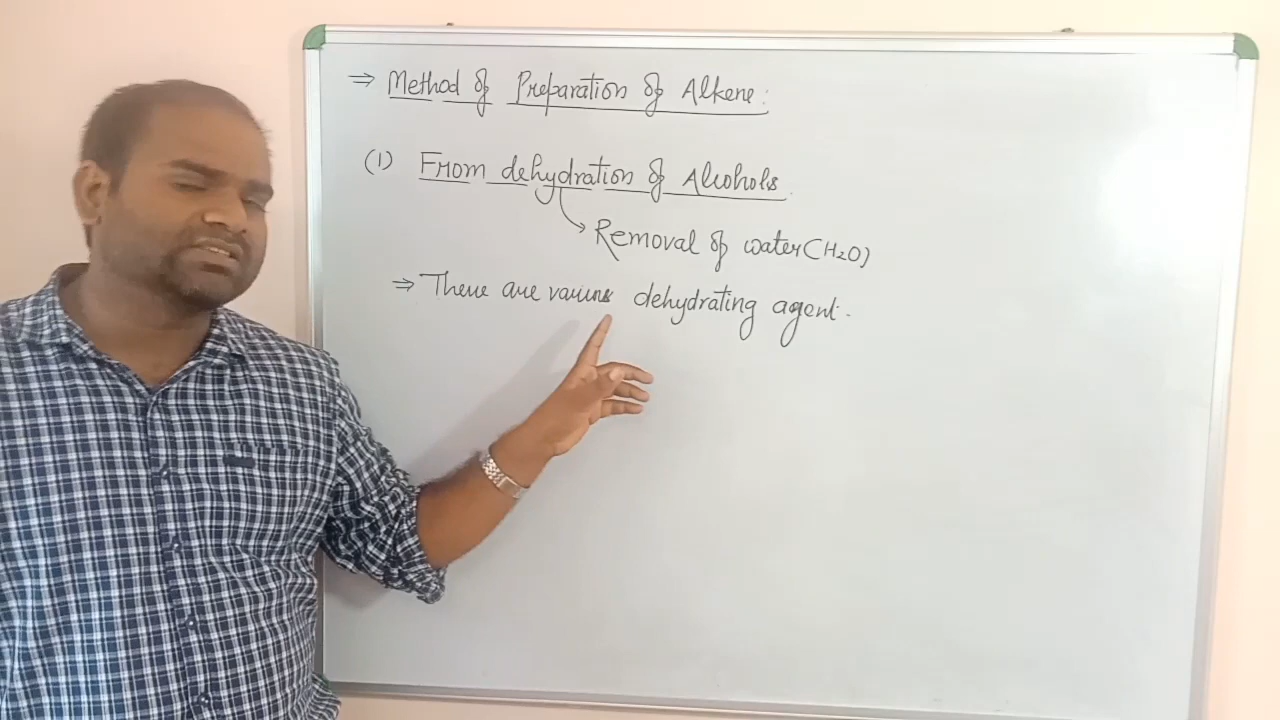 ⇒ Method of Preparation of Alkene:
(1) From dehydration of Alcohols.
Removal of water (H₂O)
⇒ There are various dehydrating agent.